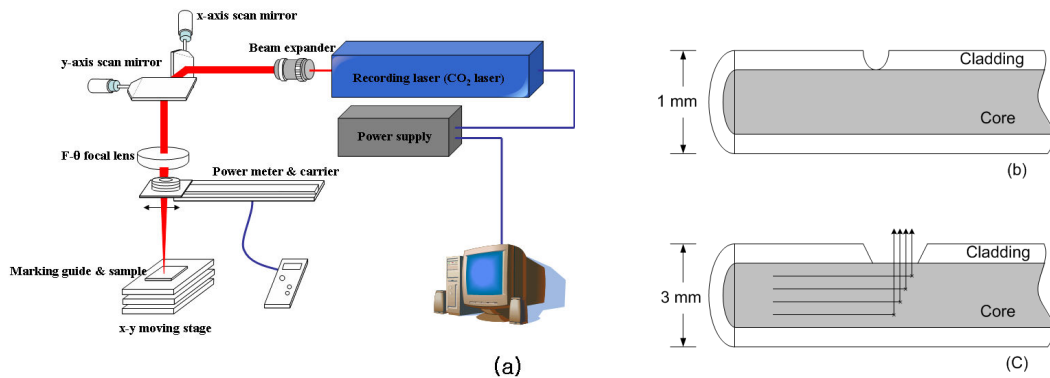 x-axis scan mirror
Beam expander
y-axis scan mirror
Recording laser (CO₂ laser)
Power supply
F-θ focal lens
Power meter & carrier
Marking guide & sample
x-y moving stage
(a)
Cladding
1 mm
Core
(b)
Cladding
3 mm
Core
(C)